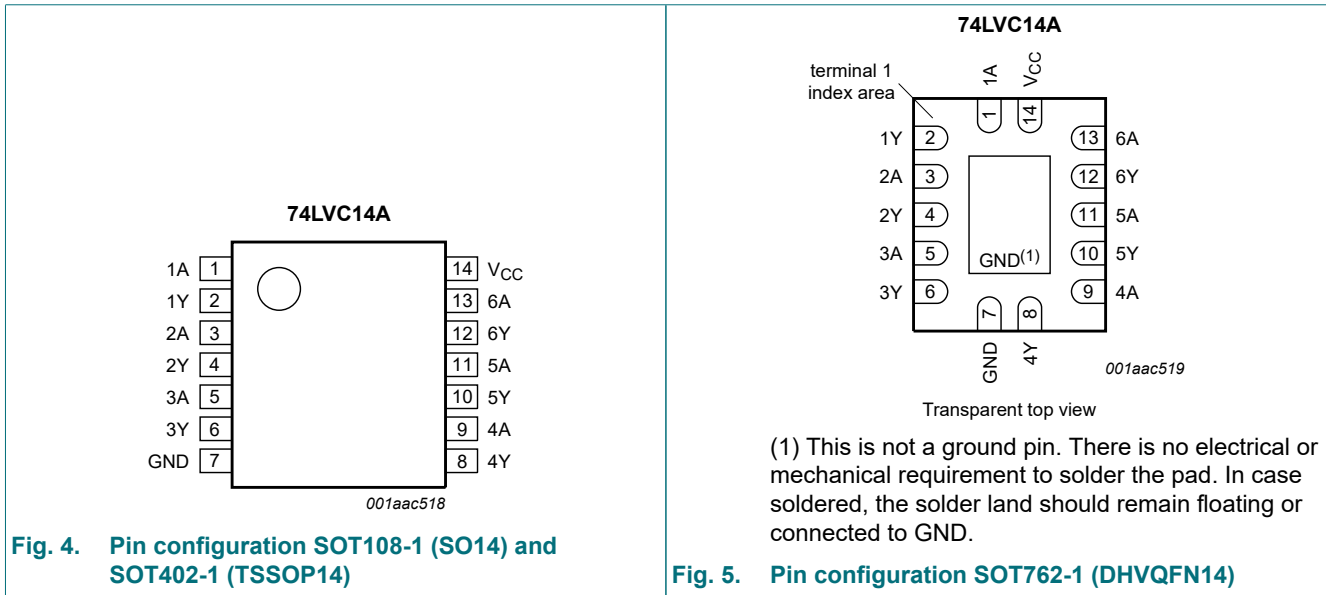 74LVC14A
1A 1 14 VCC
1Y 2 13 6A
2A 3 12 6Y
2Y 4 11 5A
3A 5 10 5Y
3Y 6 9 4A
GND 7 8 4Y
001aac518
Fig. 4. Pin configuration SOT108-1 (SO14) and
SOT402-1 (TSSOP14)
74LVC14A
terminal 1
index area
1A VCC
1 14
1Y 2 13 6A
2A 3 12 6Y
2Y 4 11 5A
3A 5 10 5Y
GND(1)
3Y 6 9 4A
7 8
GND 4Y
001aac519
Transparent top view
(1) This is not a ground pin. There is no electrical or
mechanical requirement to solder the pad. In case
soldered, the solder land should remain floating or
connected to GND.
Fig. 5. Pin configuration SOT762-1 (DHVQFN14)